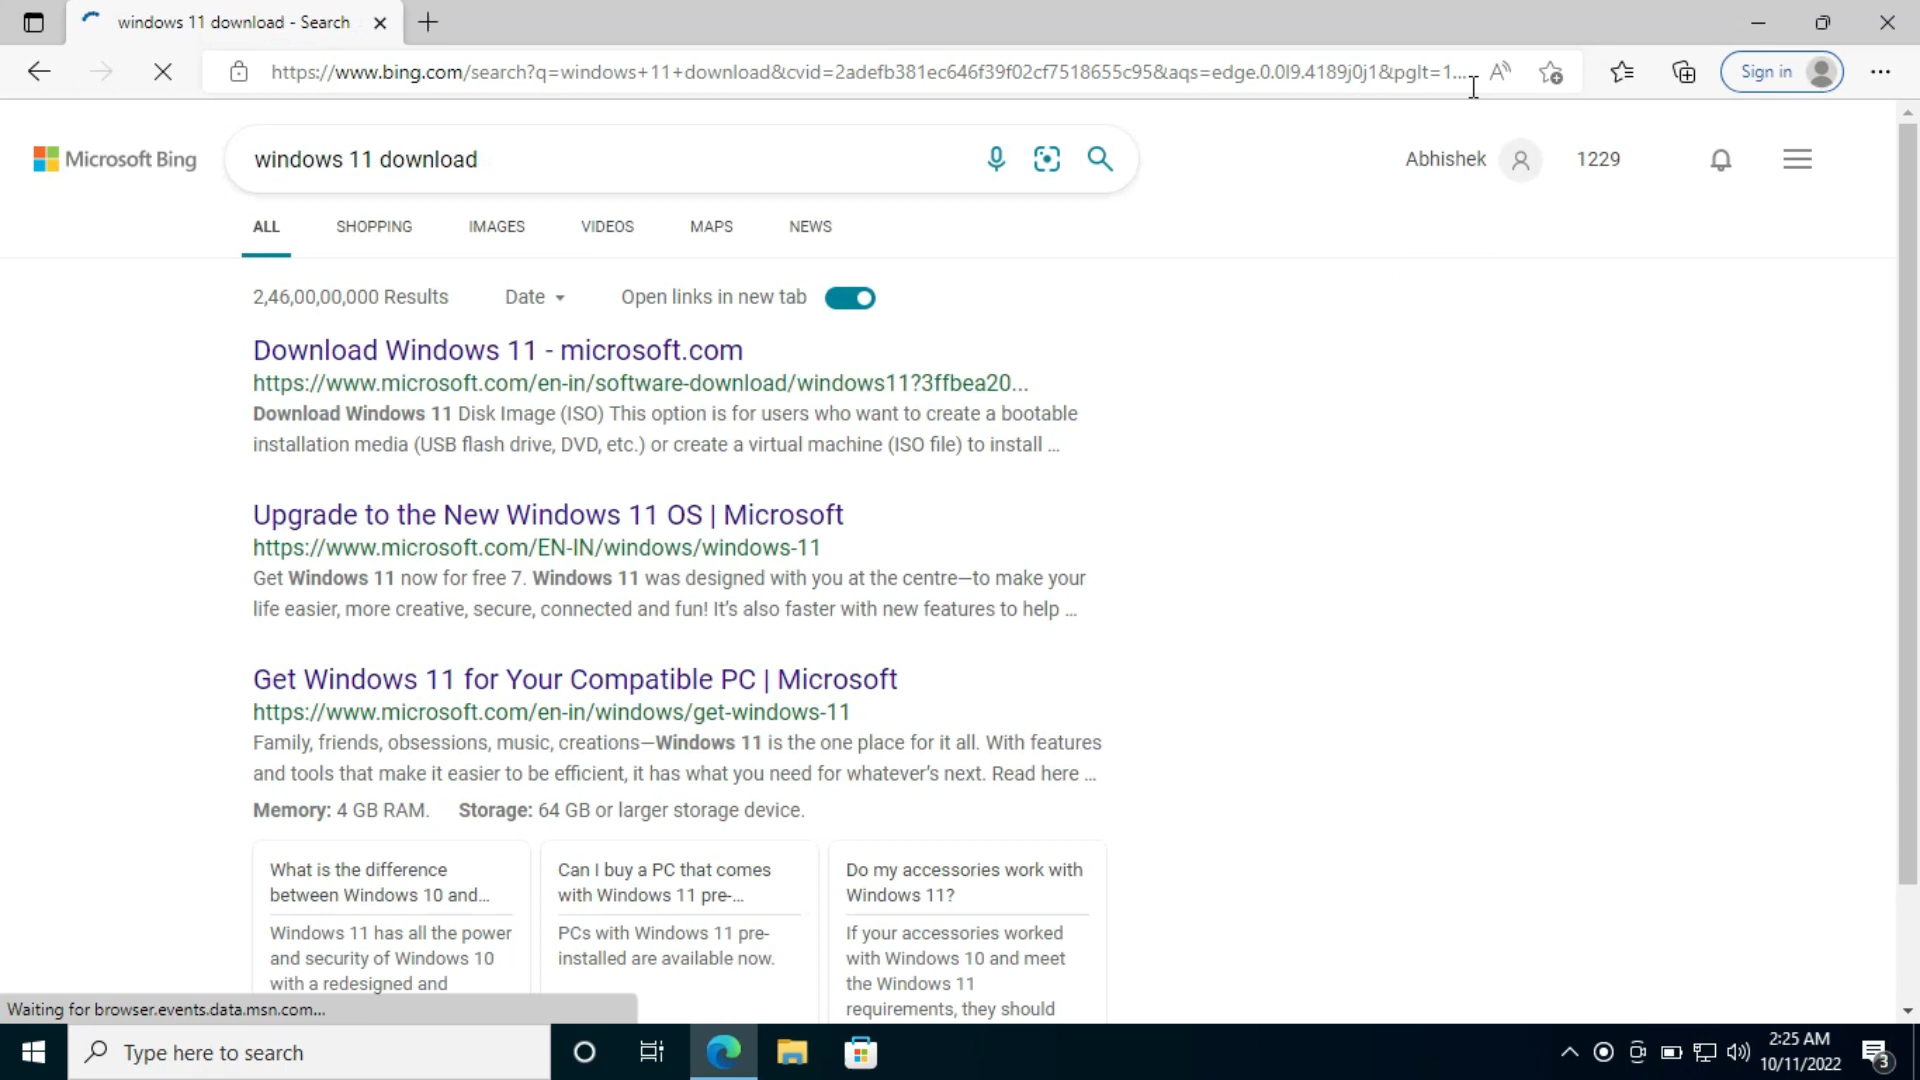 windows 11 download - Search
https://www.bing.com/search?q=windows+11+download&cvid=2adefb381ec646f39f02cf7518655c95&aqs=edge.0.0l9.4189j0j1&pglt=1...
Sign in
Microsoft Bing
windows 11 download
Abhishek
1229
ALL
SHOPPING
IMAGES
VIDEOS
MAPS
NEWS
2,46,00,00,000 Results
Date
Open links in new tab
Download Windows 11 - microsoft.com
https://www.microsoft.com/en-in/software-download/windows11?3ffbea20...
Download Windows 11 Disk Image (ISO) This option is for users who want to create a bootable
installation media (USB flash drive, DVD, etc.) or create a virtual machine (ISO file) to install ...
Upgrade to the New Windows 11 OS | Microsoft
https://www.microsoft.com/EN-IN/windows/windows-11
Get Windows 11 now for free 7. Windows 11 was designed with you at the centre—to make your
life easier, more creative, secure, connected and fun! It's also faster with new features to help ...
Get Windows 11 for Your Compatible PC | Microsoft
https://www.microsoft.com/en-in/windows/get-windows-11
Family, friends, obsessions, music, creations—Windows 11 is the one place for it all. With features
and tools that make it easier to be efficient, it has what you need for whatever's next. Read here ...
Memory: 4 GB RAM. Storage: 64 GB or larger storage device.
What is the difference
between Windows 10 and...
Windows 11 has all the power
and security of Windows 10
with a redesigned and
Can I buy a PC that comes
with Windows 11 pre-...
PCs with Windows 11 pre-
installed are available now.
Do my accessories work with
Windows 11?
If your accessories worked
with Windows 10 and meet
the Windows 11
requirements, they should
Waiting for browser.events.data.msn.com...
Type here to search
2:25 AM
10/11/2022
3